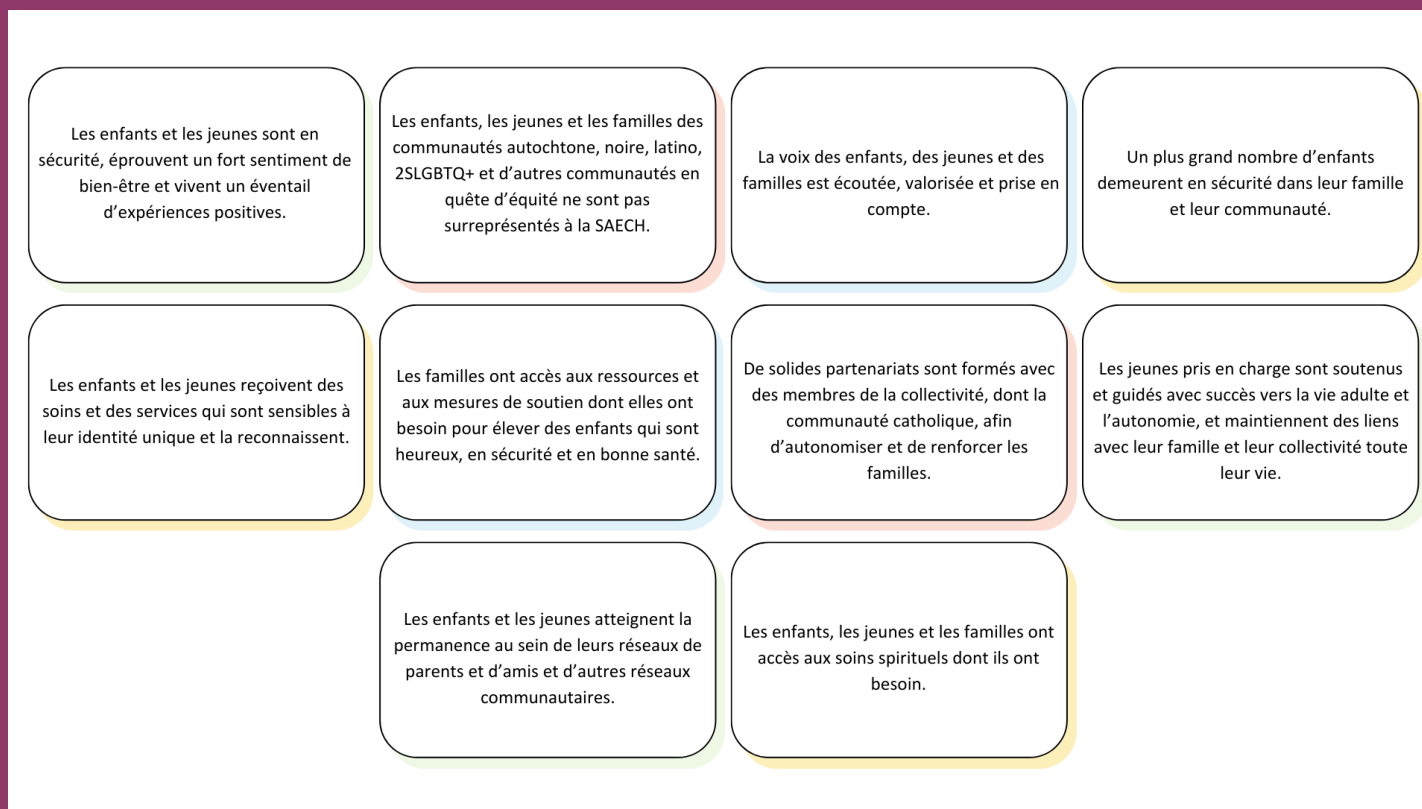 Les enfants et les jeunes sont en
sécurité, éprouvent un fort sentiment de
bien-être et vivent un éventail
d'expériences positives.
Les enfants, les jeunes et les familles des
communautés autochtone, noire, latino,
2SLGBTQ+ et d'autres communautés en
quête d'équité ne sont pas
surreprésentés à la SAECH.
La voix des enfants, des jeunes et des
familles est écoutée, valorisée et prise en
compte.
Un plus grand nombre d'enfants
demeurent en sécurité dans leur famille
et leur communauté.
Les enfants et les jeunes reçoivent des
soins et des services qui sont sensibles à
leur identité unique et la reconnaissent.
Les familles ont accès aux ressources et
aux mesures de soutien dont elles ont
besoin pour élever des enfants qui sont
heureux, en sécurité et en bonne santé.
De solides partenariats sont formés avec
des membres de la collectivité, dont la
communauté catholique, afin
d'autonomiser et de renforcer les
familles.
Les jeunes pris en charge sont soutenus
et guidés avec succès vers la vie adulte et
l'autonomie, et maintiennent des liens
avec leur famille et leur collectivité toute
leur vie.
Les enfants et les jeunes atteignent la
permanence au sein de leurs réseaux de
parents et d'amis et d'autres réseaux
communautaires.
Les enfants, les jeunes et les familles ont
accès aux soins spirituels dont ils ont
besoin.